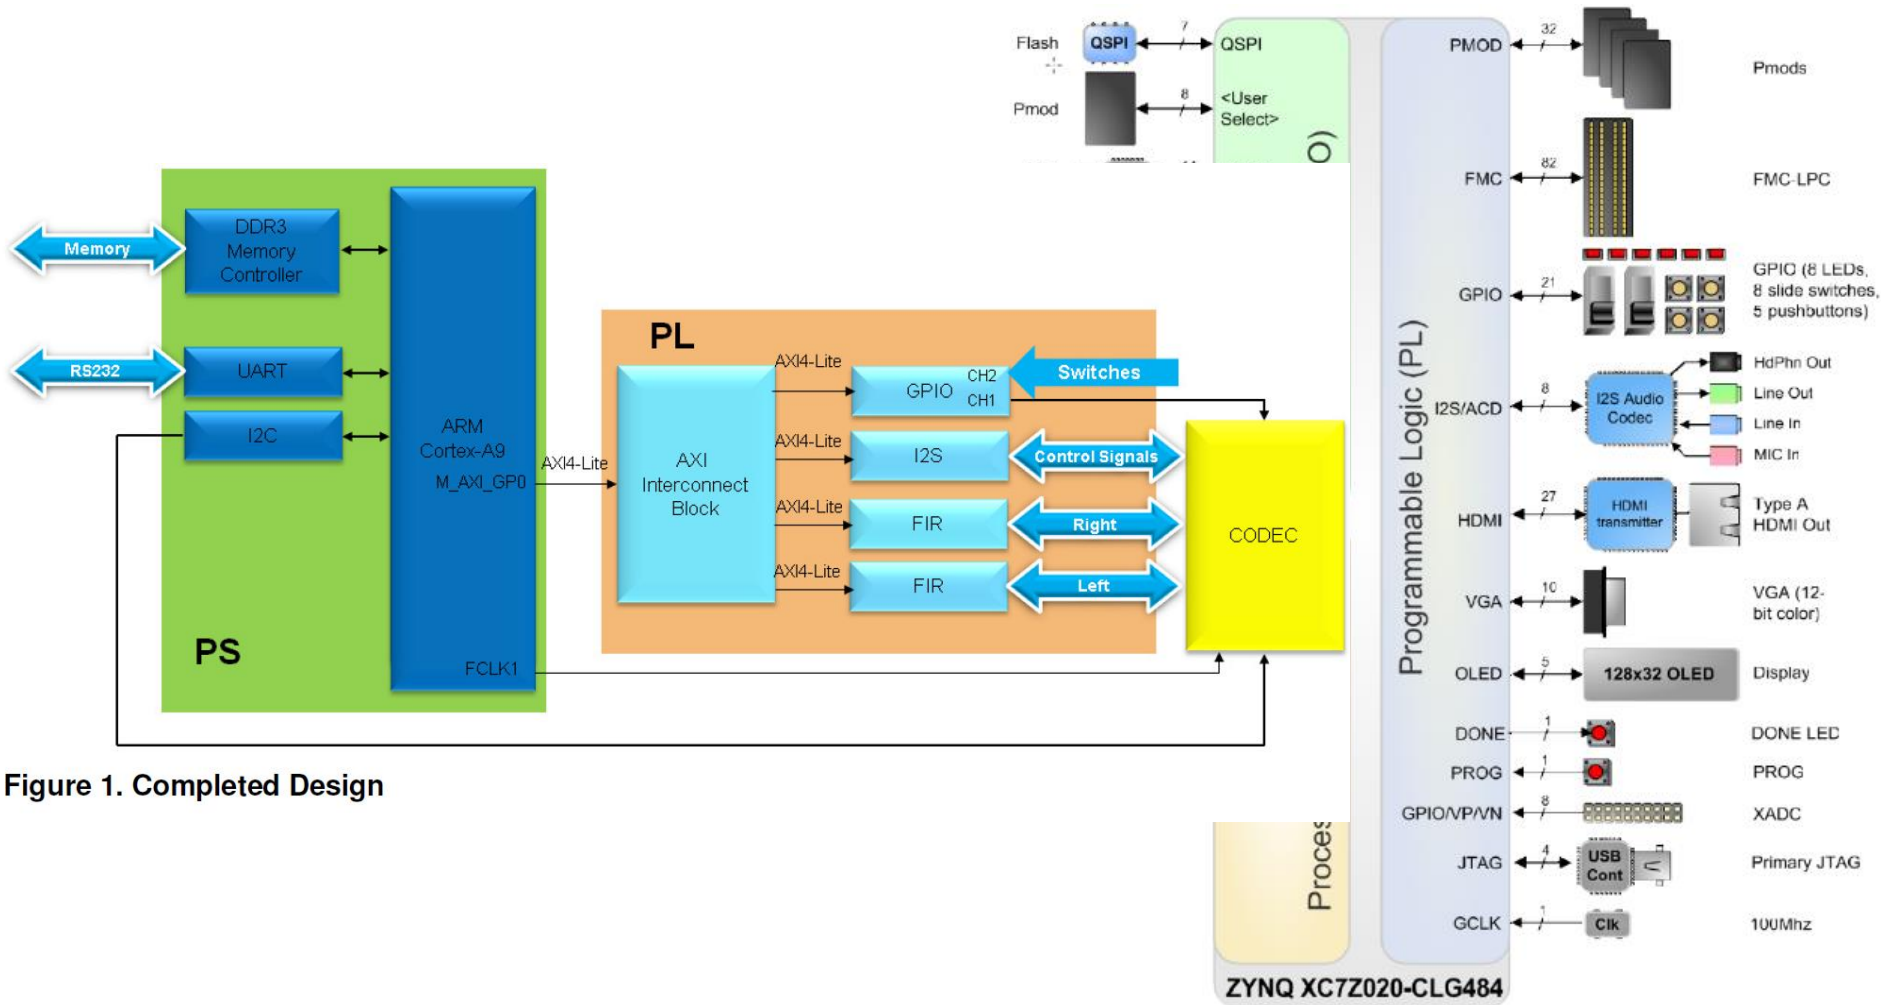 Flash
QSPI
7
QSPI
Pmod
8
<User
Select>
O)
DDR3
Memory
Controller
Memory
RS232
UART
I2C
ARM
Cortex-A9
M_AXI_GP0
FCLK1
PS
AXI4-Lite
PL
AXI
Interconnect
Block
AXI4-Lite
AXI4-Lite
AXI4-Lite
AXI4-Lite
GPIO
CH2
CH1
Switches
I2S
Control Signals
FIR
Right
FIR
Left
CODEC
Figure 1. Completed Design
Proces
Programmable Logic (PL)
PMOD
32
Pmods
FMC
82
FMC-LPC
GPIO
21
GPIO (8 LEDs,
8 slide switches,
5 pushbuttons)
I2S/ACD
8
I2S Audio
Codec
HdPhn Out
Line Out
Line In
MIC In
HDMI
27
HDMI
transmitter
Type A
HDMI Out
VGA
10
VGA (12-
bit color)
OLED
5
128x32 OLED
Display
DONE
1
DONE LED
PROG
1
PROG
GPIO/VP/VN
8
XADC
JTAG
4
USB
Cont
Primary JTAG
GCLK
1
Clk
100Mhz
ZYNQ XC7Z020-CLG484